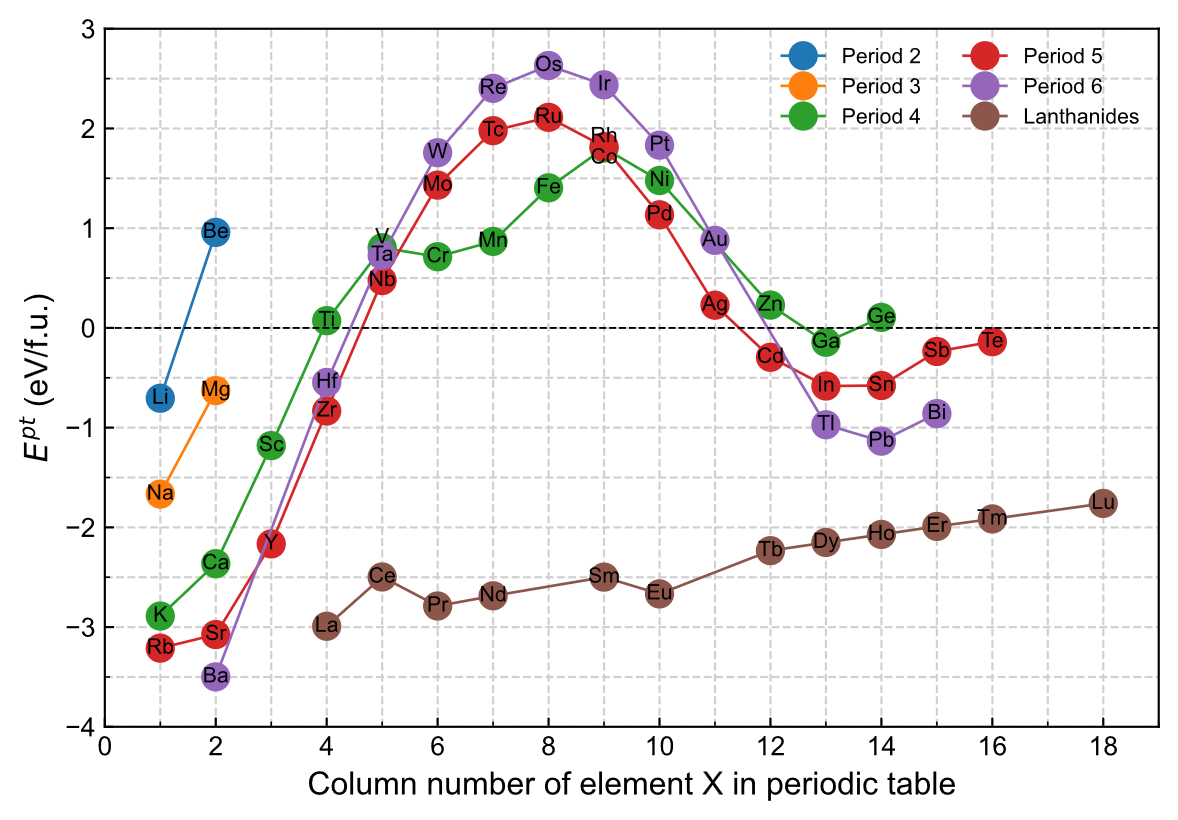 3
2
1
0
−1
−2
−3
−4
E^{pt} (eV/f.u.)
0
2
4
6
8
10
12
14
16
18
Column number of element X in periodic table
Period 2
Period 3
Period 4
Period 5
Period 6
Lanthanides
Li
Be
Na
Mg
K
Ca
Sc
Ti
V
Cr
Mn
Fe
Co
Ni
Zn
Ga
Ge
Rb
Sr
Y
Zr
Nb
Mo
Tc
Ru
Rh
Pd
Ag
Cd
In
Sn
Sb
Te
Ba
Hf
Ta
W
Re
Os
Ir
Pt
Au
Tl
Pb
Bi
La
Ce
Pr
Nd
Sm
Eu
Tb
Dy
Ho
Er
Tm
Lu